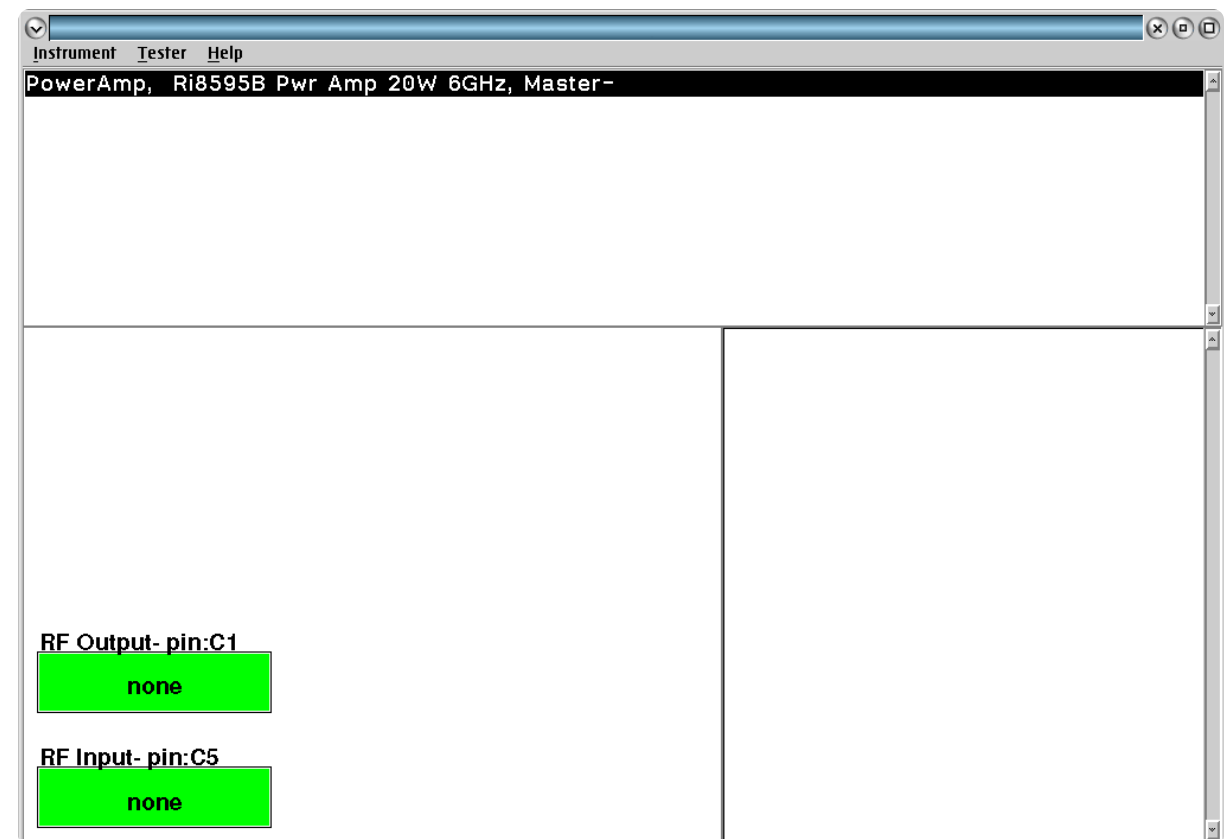 Instrument Tester Help
PowerAmp, Ri8595B Pwr Amp 20W 6GHz, Master-
RF Output- pin:C1
none
RF Input- pin:C5
none